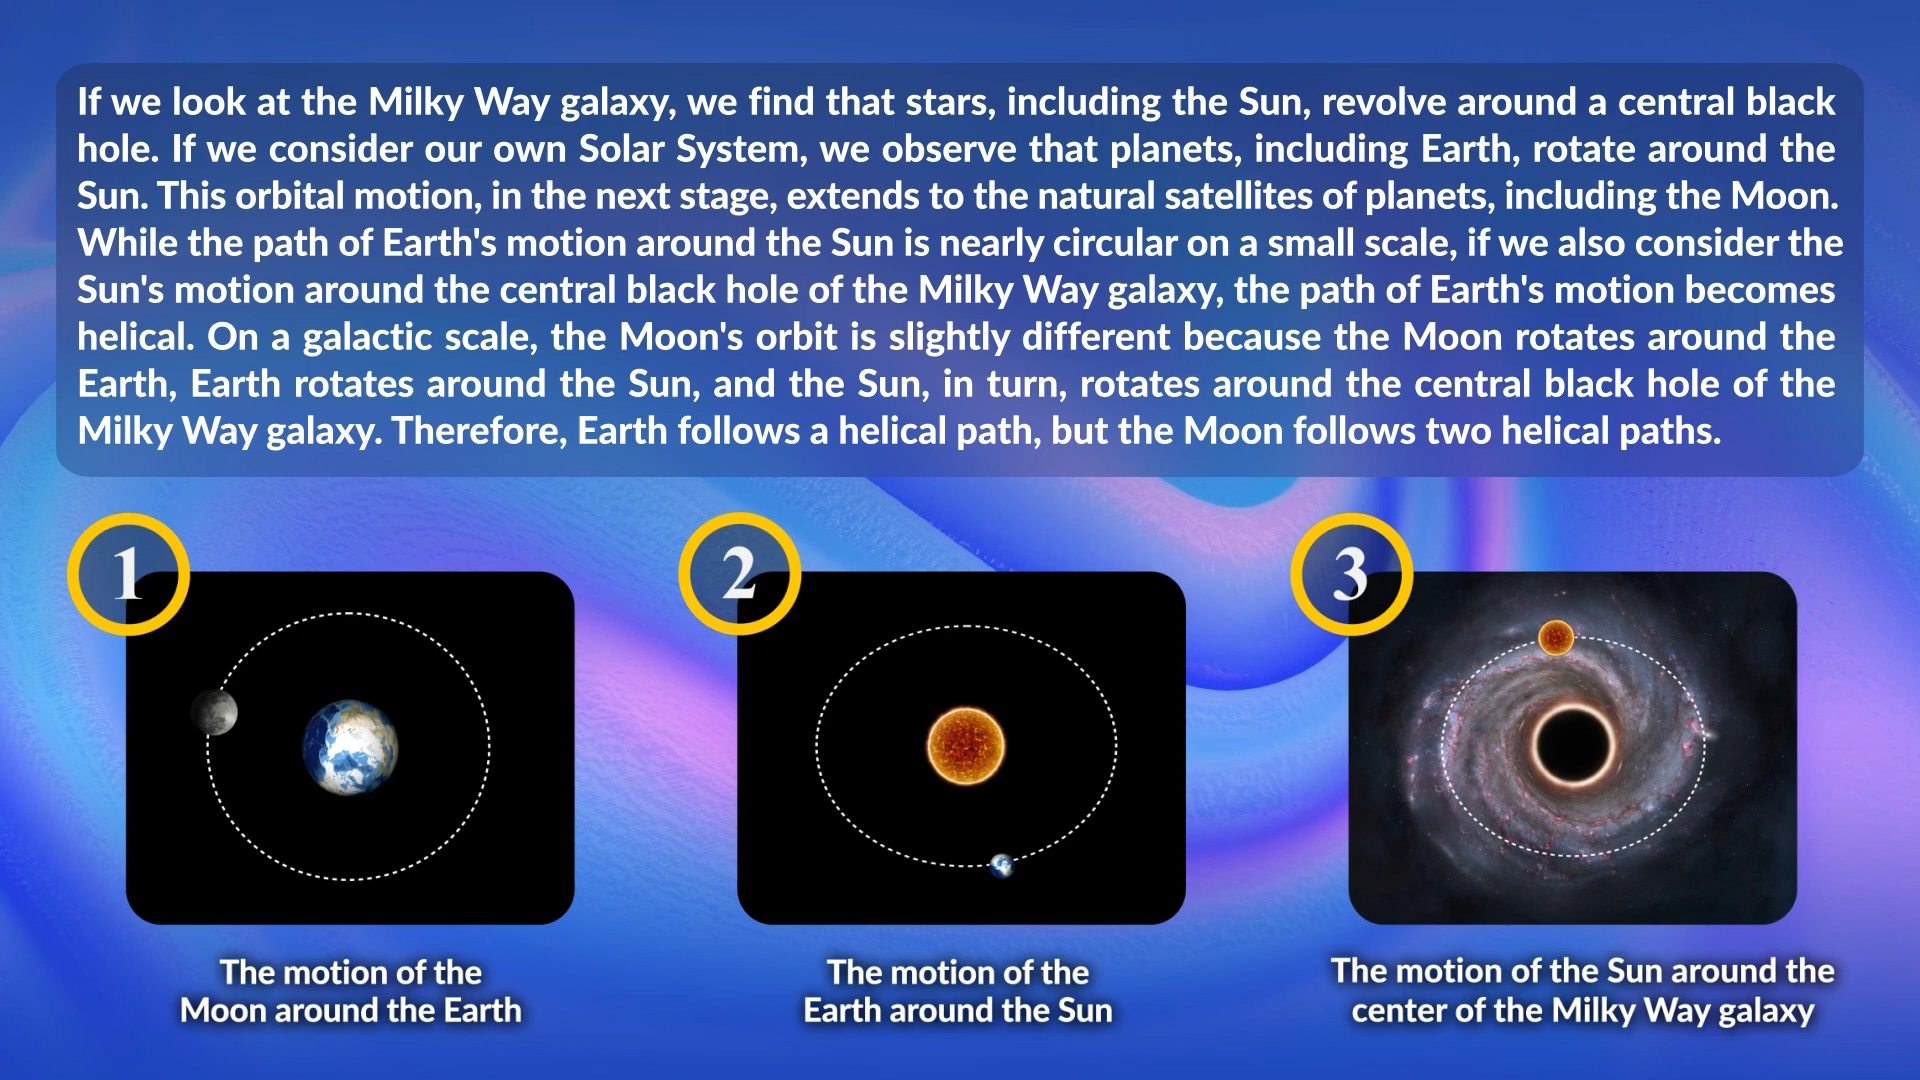 If we look at the Milky Way galaxy, we find that stars, including the Sun, revolve around a central black
hole. If we consider our own Solar System, we observe that planets, including Earth, rotate around the
Sun. This orbital motion, in the next stage, extends to the natural satellites of planets, including the Moon.
While the path of Earth's motion around the Sun is nearly circular on a small scale, if we also consider the
Sun's motion around the central black hole of the Milky Way galaxy, the path of Earth's motion becomes
helical. On a galactic scale, the Moon's orbit is slightly different because the Moon rotates around the
Earth, Earth rotates around the Sun, and the Sun, in turn, rotates around the central black hole of the
Milky Way galaxy. Therefore, Earth follows a helical path, but the Moon follows two helical paths.
1
The motion of the
Moon around the Earth
2
The motion of the
Earth around the Sun
3
The motion of the Sun around the
center of the Milky Way galaxy